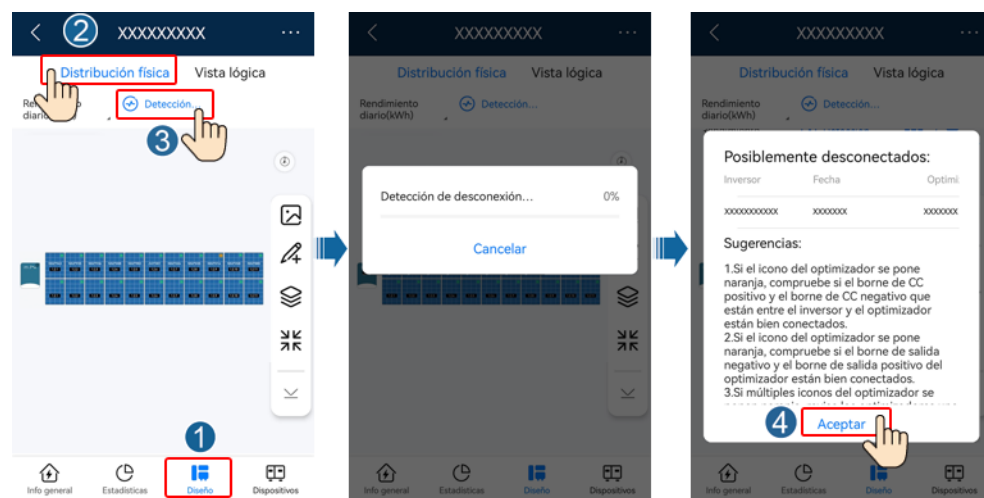 2
XXXXXXXXX
Distribución física
Vista lógica
diario
Detección...
3
1
Info general
Estadísticas
Diseño
Dispositivos
XXXXXXXXX
Distribución física
Vista lógica
Rendimiento
diario(kWh)
Detección...
Detección de desconexión...
0%
Cancelar
Info general
Estadísticas
Diseño
Dispositivos
XXXXXXXXX
Distribución física
Vista lógica
Rendimiento
diario(kWh)
Detección...
Posiblemente desconectados:
Inversor
Fecha
Optimi
xxxxxxxxxxx
xxxxxxx
xxxxxxx
Sugerencias:
1.Si el icono del optimizador se pone
naranja, compruebe si el borne de CC
positivo y el borne de CC negativo que
están entre el inversor y el optimizador
están bien conectados.
2.Si el icono del optimizador se pone
naranja, compruebe si el borne de salida
negativo y el borne de salida positivo del
optimizador están bien conectados.
3.Si múltiples iconos del optimizador se
4
Aceptar
Info general
Estadísticas
Diseño
Dispositivos